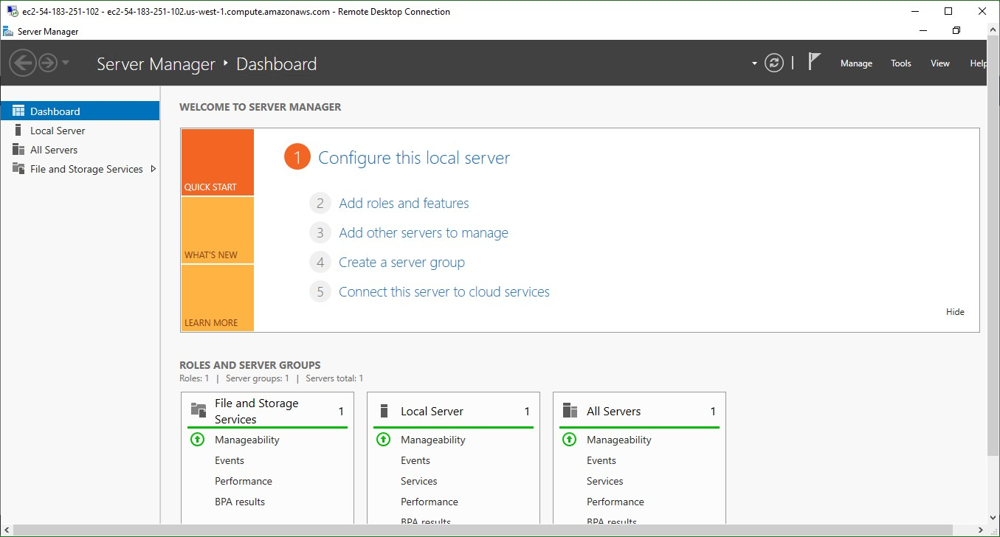 ec2-54-183-251-102 - ec2-54-183-251-102.us-west-1.compute.amazonaws.com - Remote Desktop Connection
Server Manager
Server Manager Dashboard
Manage Tools View Help
Dashboard
Local Server
All Servers
File and Storage Services
WELCOME TO SERVER MANAGER
QUICK START
WHAT'S NEW
LEARN MORE
1 Configure this local server
2 Add roles and features
3 Add other servers to manage
4 Create a server group
5 Connect this server to cloud services
Hide
ROLES AND SERVER GROUPS
Roles: 1 | Server groups: 1 | Servers total: 1
File and Storage
Services 1
Manageability
Events
Performance
BPA results
Local Server 1
Manageability
Events
Services
Performance
BPA results
All Servers 1
Manageability
Events
Services
Performance
BPA results